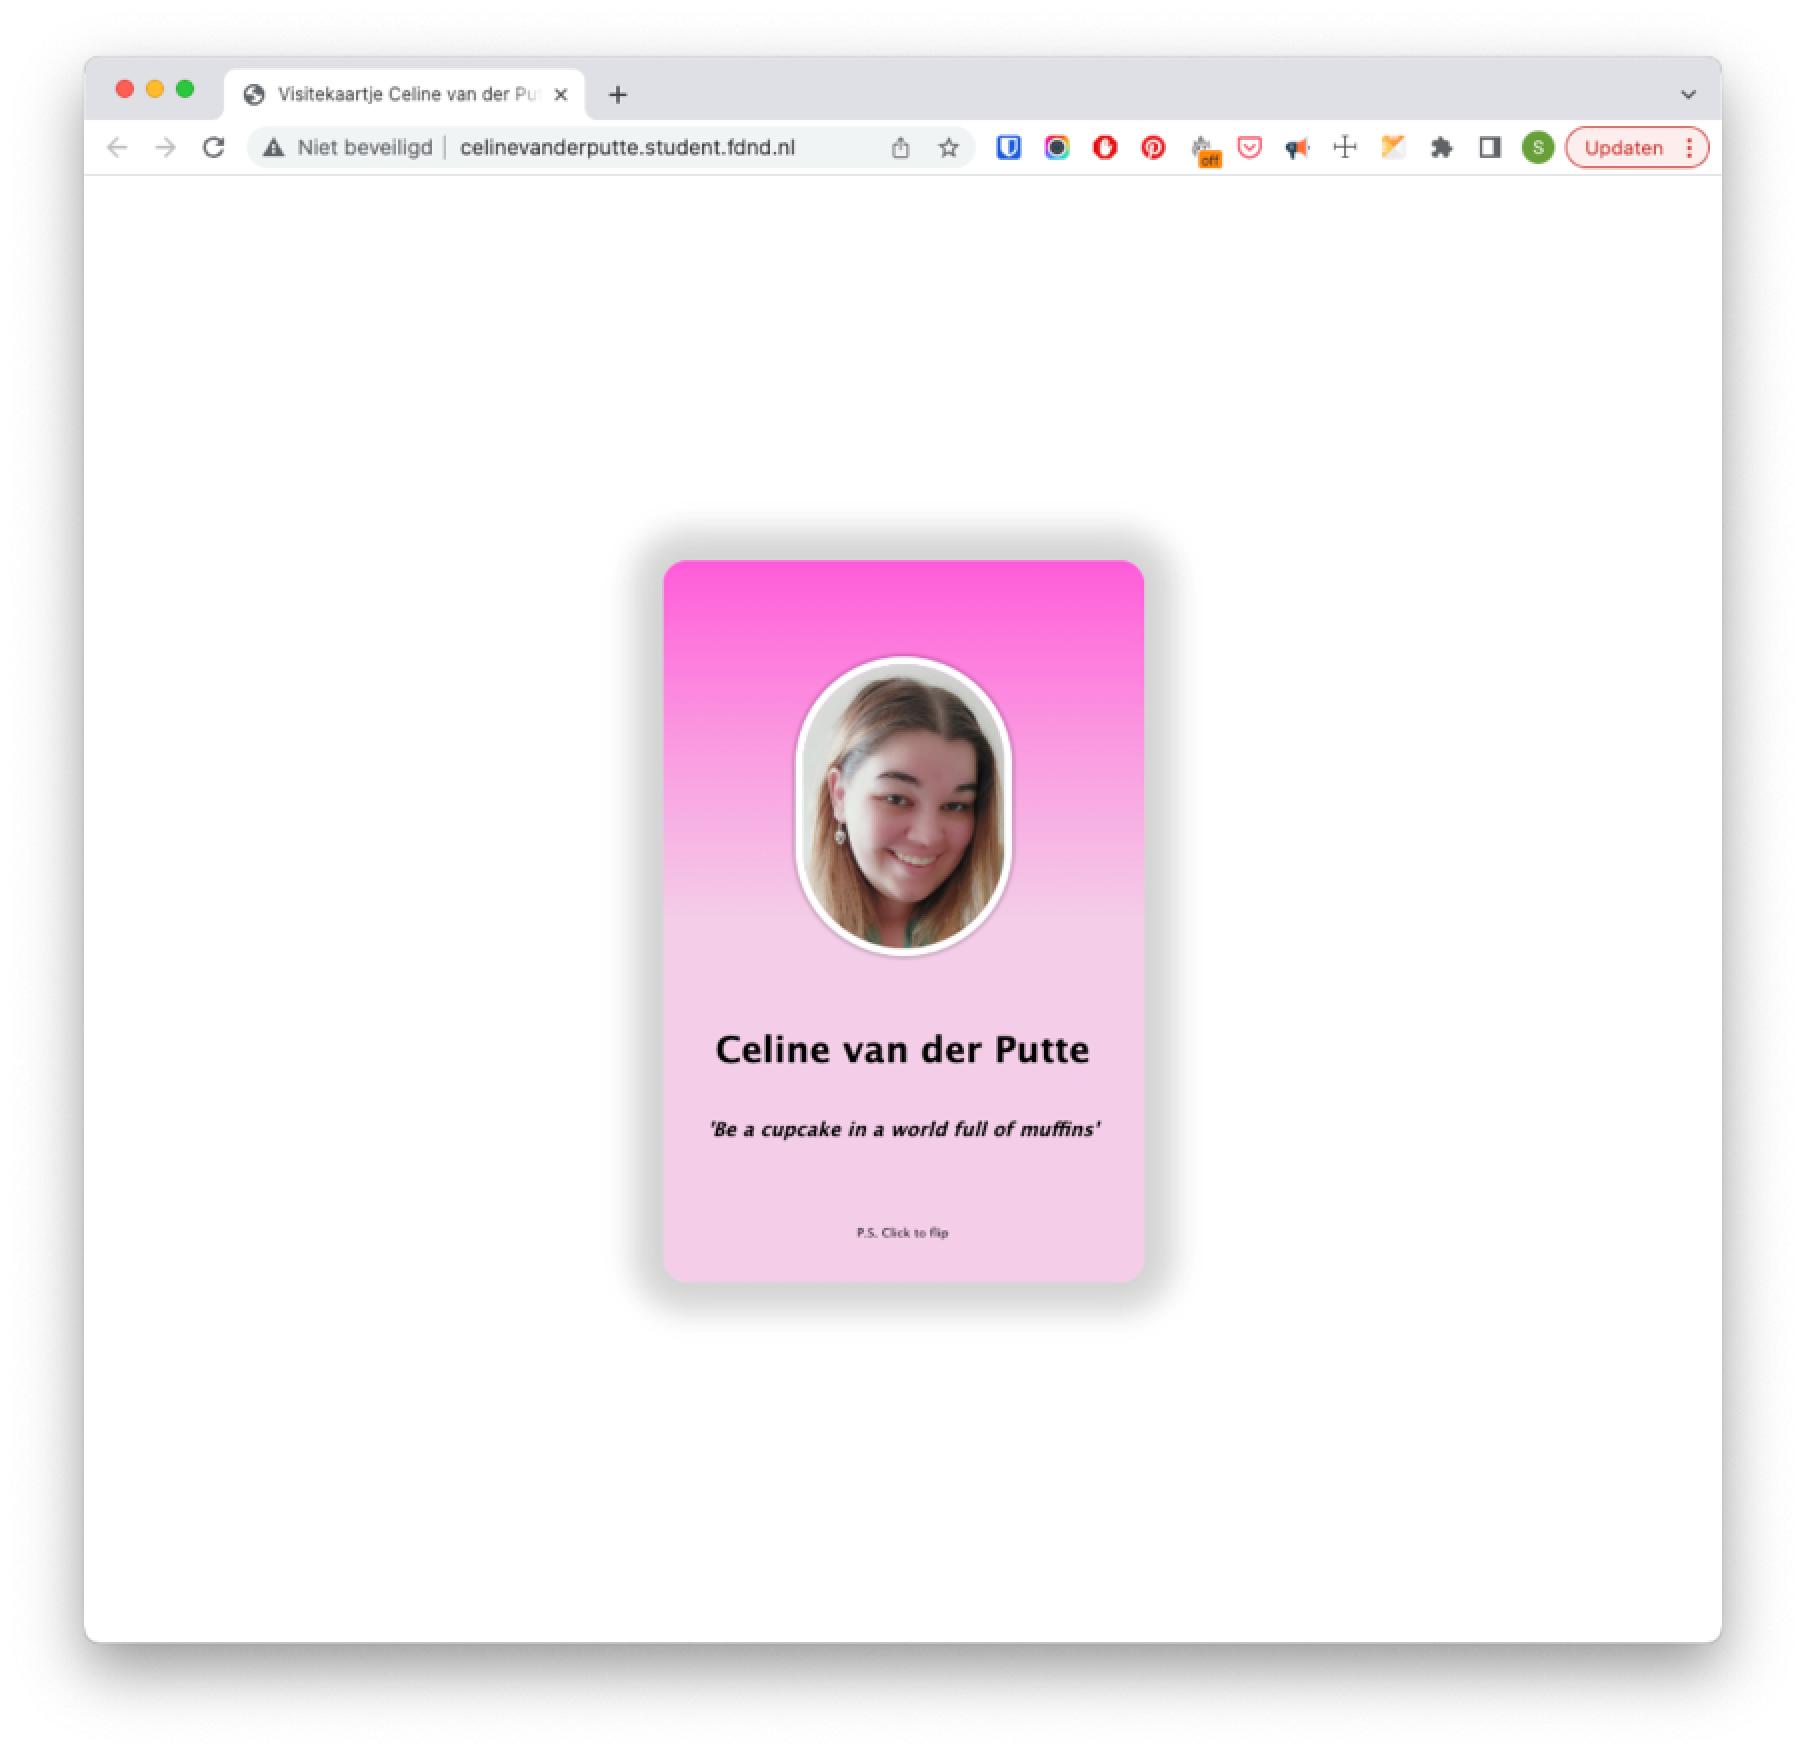 Visitekaartje Celine van der Pu
Niet beveiligd celinevanderputte.student.fdnd.nl off S Updaten
Celine van der Putte
'Be a cupcake in a world full of muffins'
P.S. Click to flip